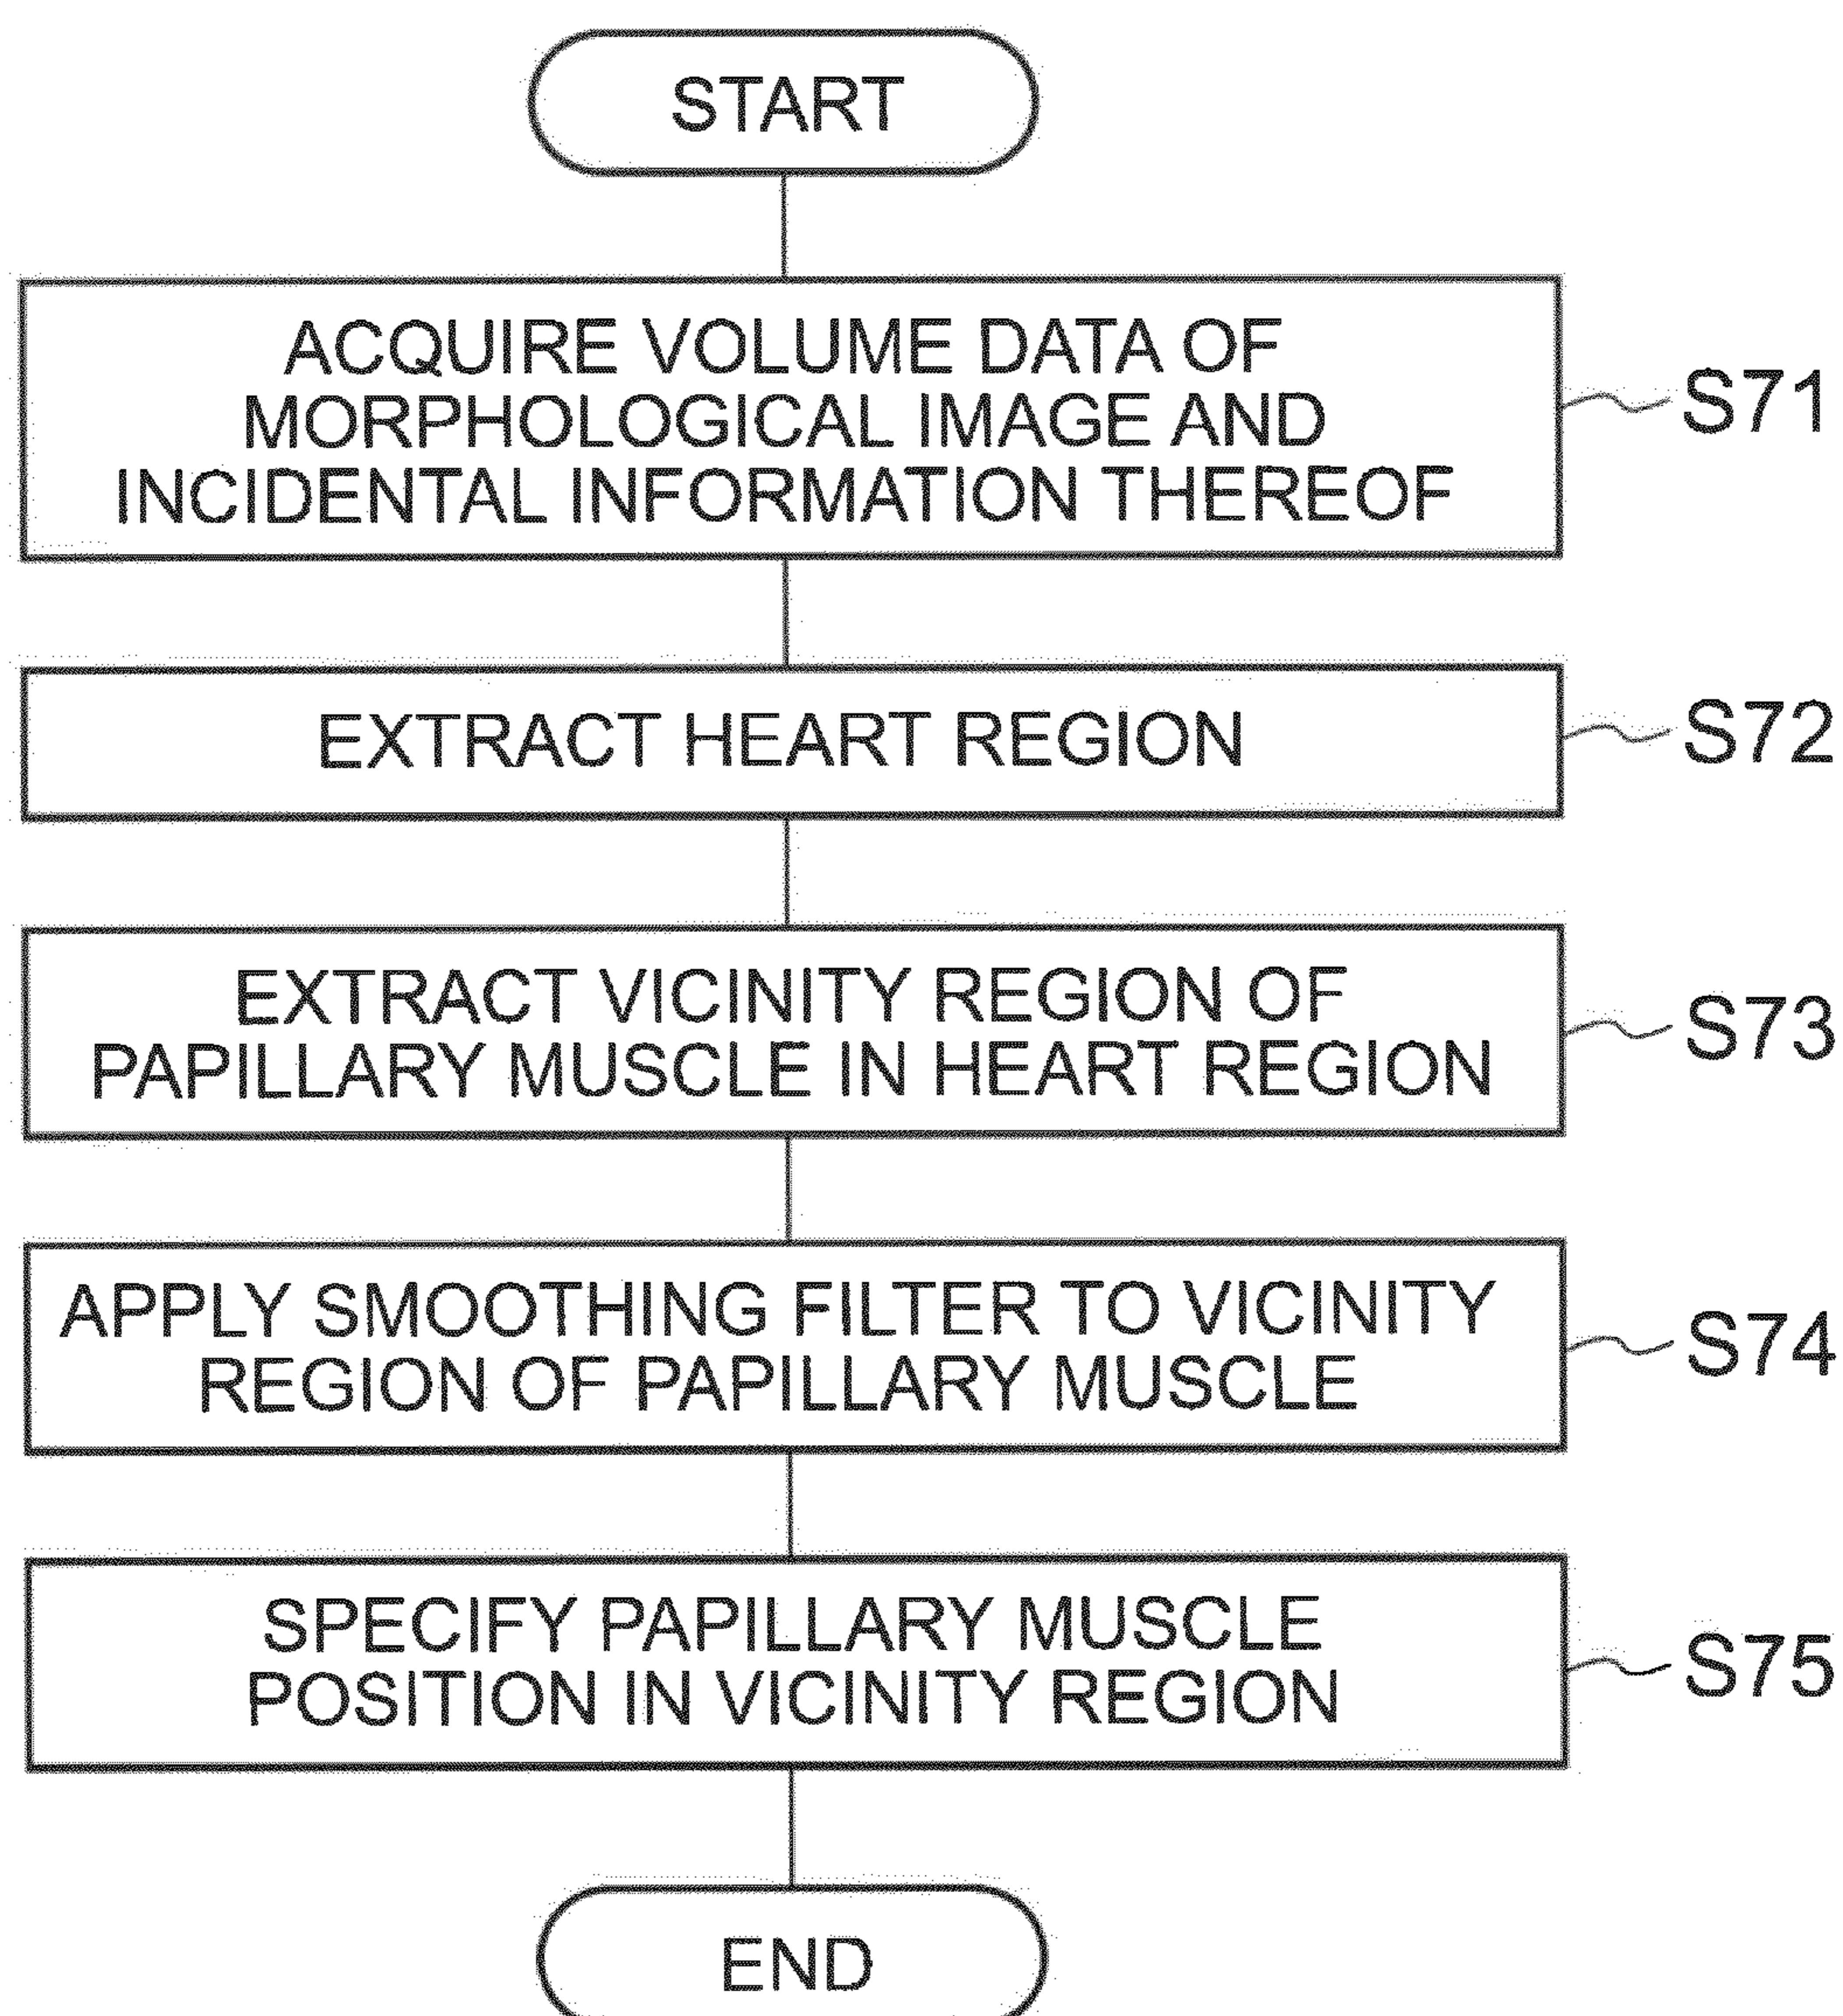 START
ACQUIRE VOLUME DATA OF
MORPHOLOGICAL IMAGE AND
INCIDENTAL INFORMATION THEREOF
S71
EXTRACT HEART REGION
S72
EXTRACT VICINITY REGION OF
PAPILLARY MUSCLE IN HEART REGION
S73
APPLY SMOOTHING FILTER TO VICINITY
REGION OF PAPILLARY MUSCLE
S74
SPECIFY PAPILLARY MUSCLE
POSITION IN VICINITY REGION
S75
END